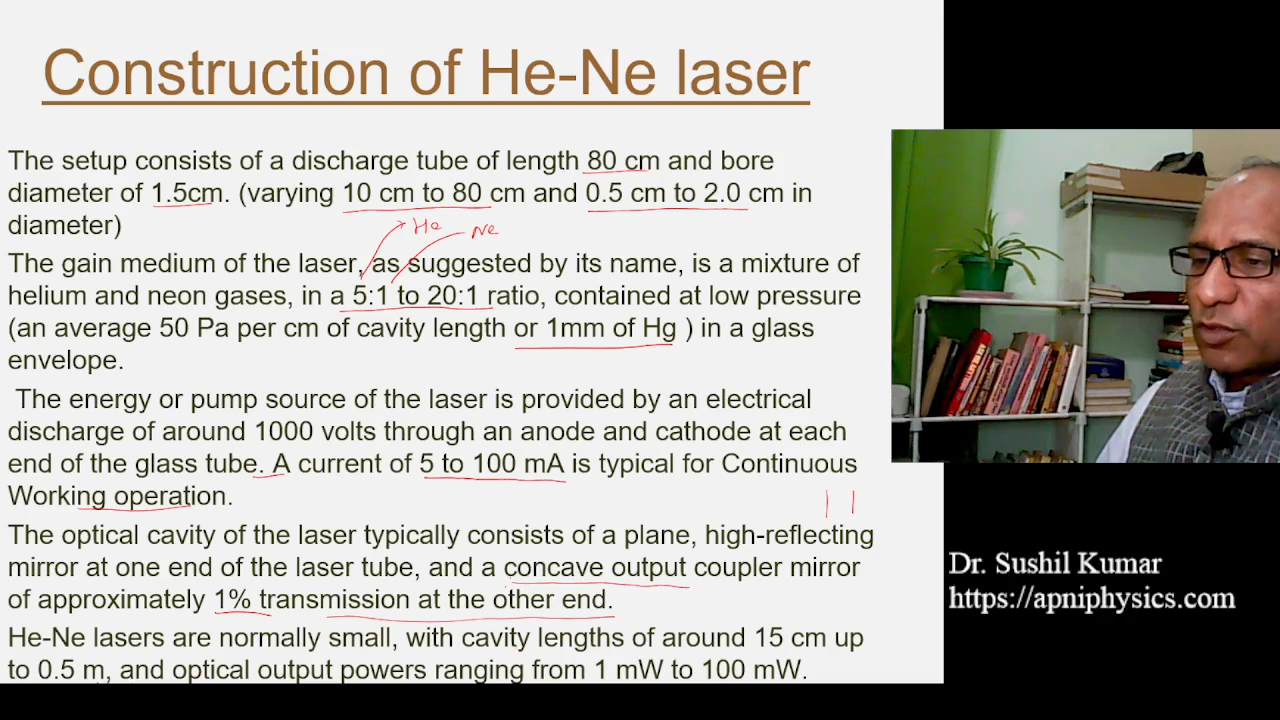 Construction of He-Ne laser
The setup consists of a discharge tube of length 80 cm and bore
diameter of 1.5cm. (varying 10 cm to 80 cm and 0.5 cm to 2.0 cm in
diameter)
He Ne
The gain medium of the laser, as suggested by its name, is a mixture of
helium and neon gases, in a 5:1 to 20:1 ratio, contained at low pressure
(an average 50 Pa per cm of cavity length or 1mm of Hg ) in a glass
envelope.
The energy or pump source of the laser is provided by an electrical
discharge of around 1000 volts through an anode and cathode at each
end of the glass tube. A current of 5 to 100 mA is typical for Continuous
Working operation.
The optical cavity of the laser typically consists of a plane, high-reflecting
mirror at one end of the laser tube, and a concave output coupler mirror
of approximately 1% transmission at the other end.
He-Ne lasers are normally small, with cavity lengths of around 15 cm up
to 0.5 m, and optical output powers ranging from 1 mW to 100 mW.
Dr. Sushil Kumar
https://apniphysics.com